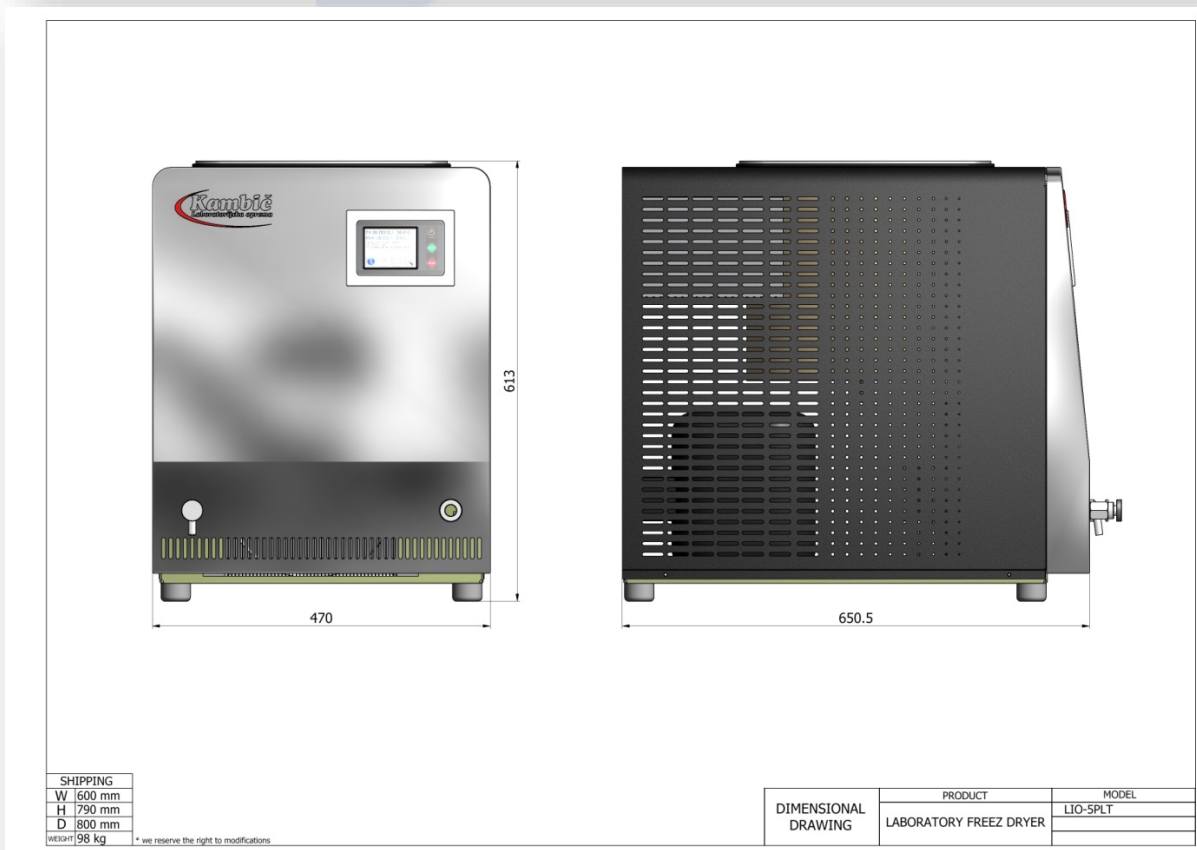 Kambič
Laboratorijska oprema
613
470
650.5
SHIPPING
W 600 mm
H 790 mm
D 800 mm
WEIGHT 98 kg
* we reserve the right to modifications
DIMENSIONAL
DRAWING
PRODUCT
LABORATORY FREEZ DRYER
MODEL
LIO-5PLT